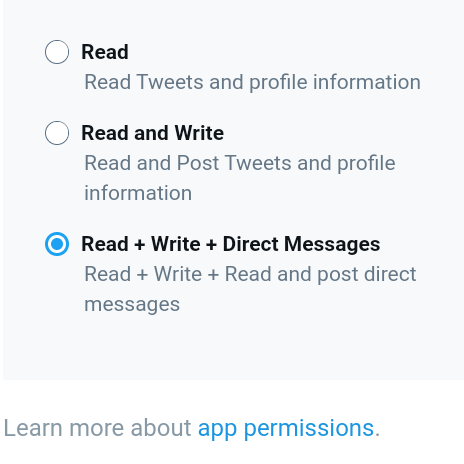 Read
Read Tweets and profile information
Read and Write
Read and Post Tweets and profile
information
Read + Write + Direct Messages
Read + Write + Read and post direct
messages
Learn more about app permissions.